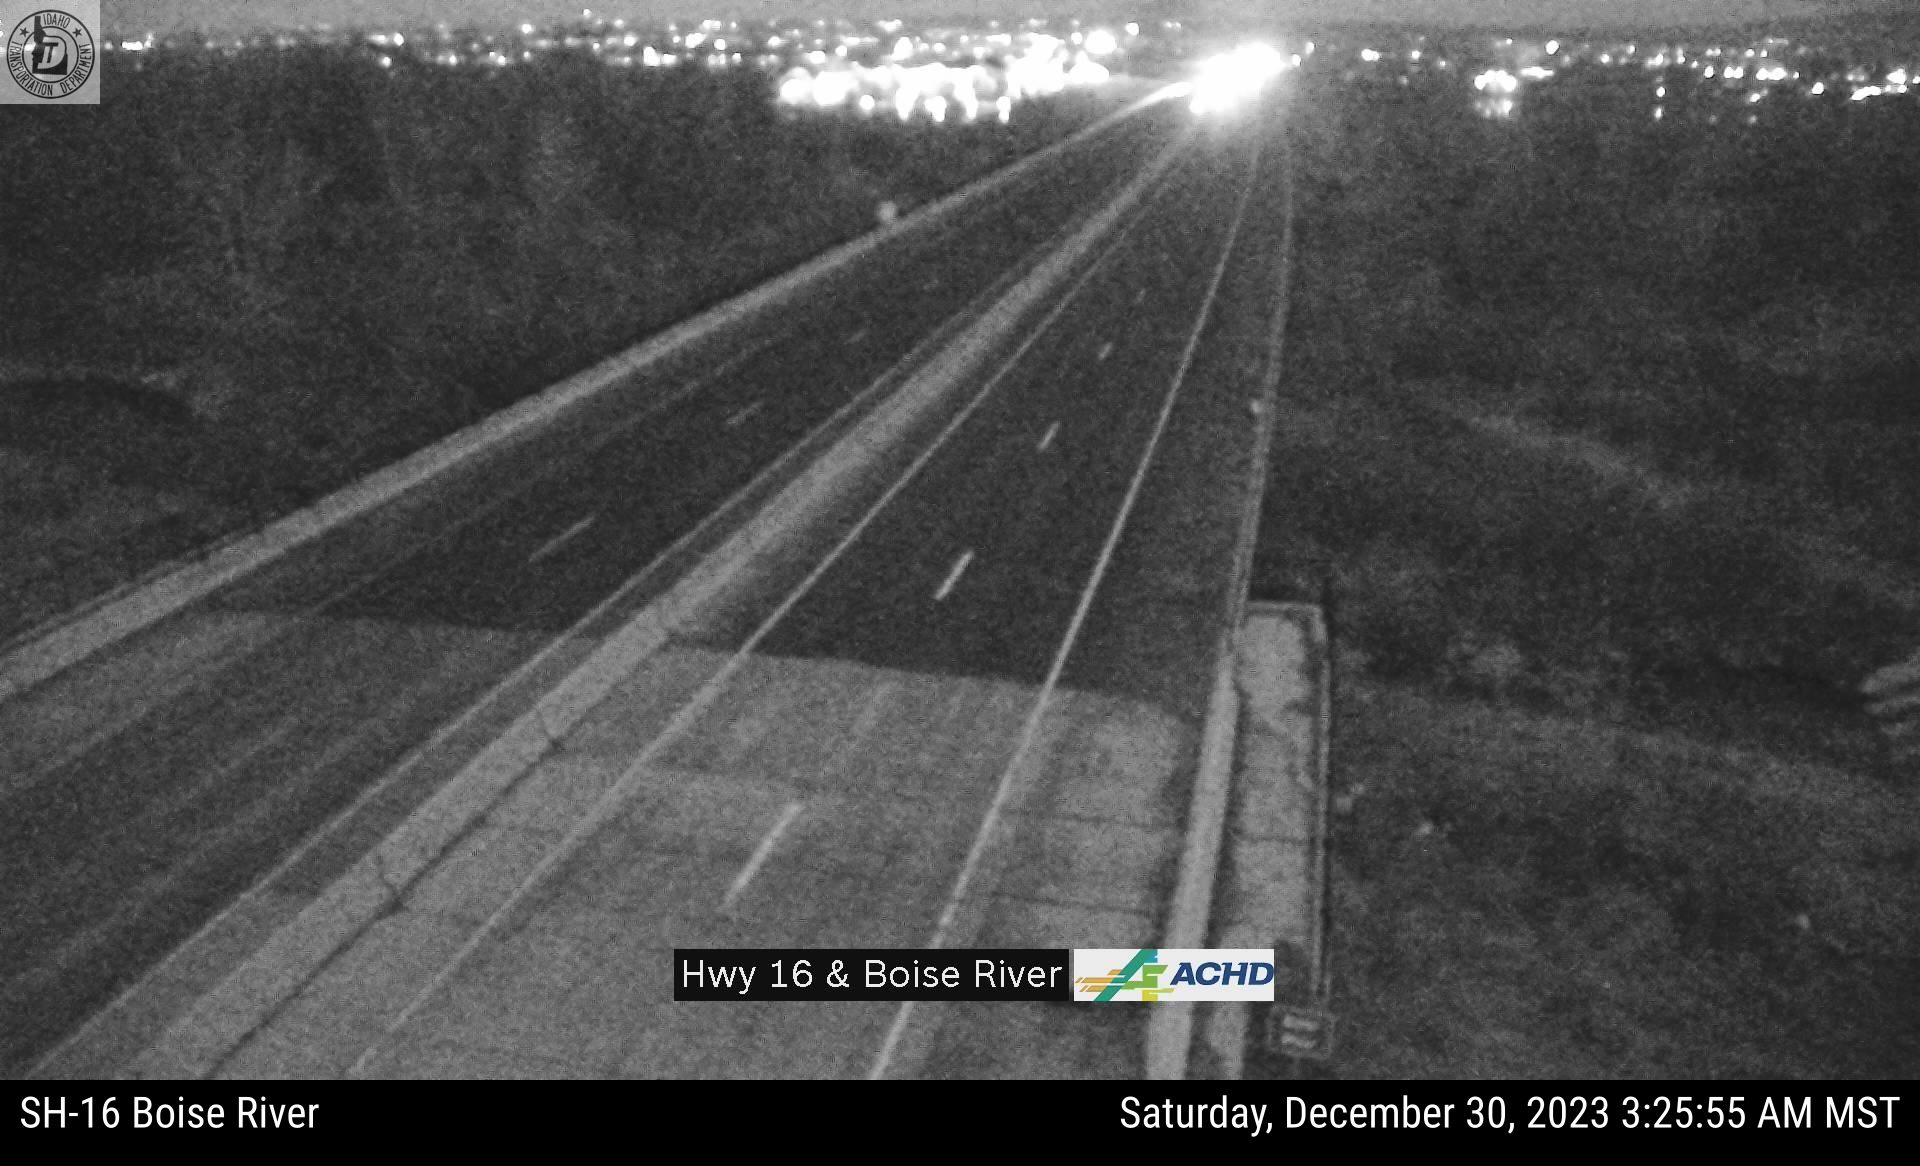 IDAHO
TRANSPORTATION DEPARTMENT
Hwy 16 & Boise River
ACHD
SH-16 Boise River
Saturday, December 30, 2023 3:25:55 AM MST